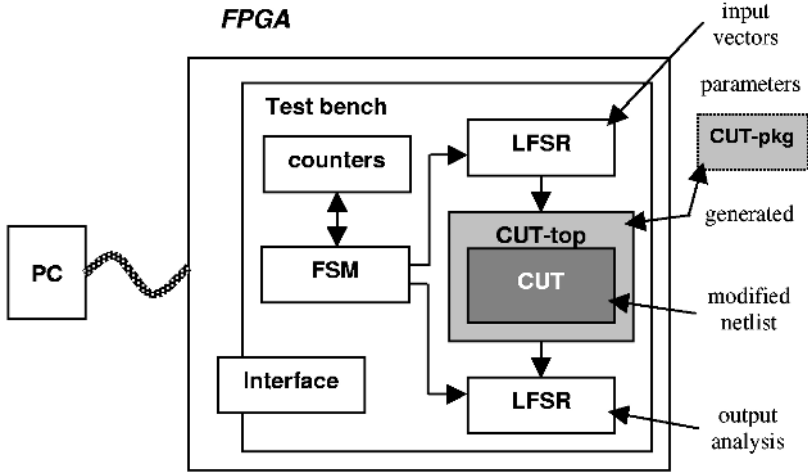 FPGA
input
vectors
parameters
Test bench
LFSR
CUT-pkg
counters
generated
CUT-top
PC
FSM
CUT
modified
netlist
Interface
LFSR
output
analysis